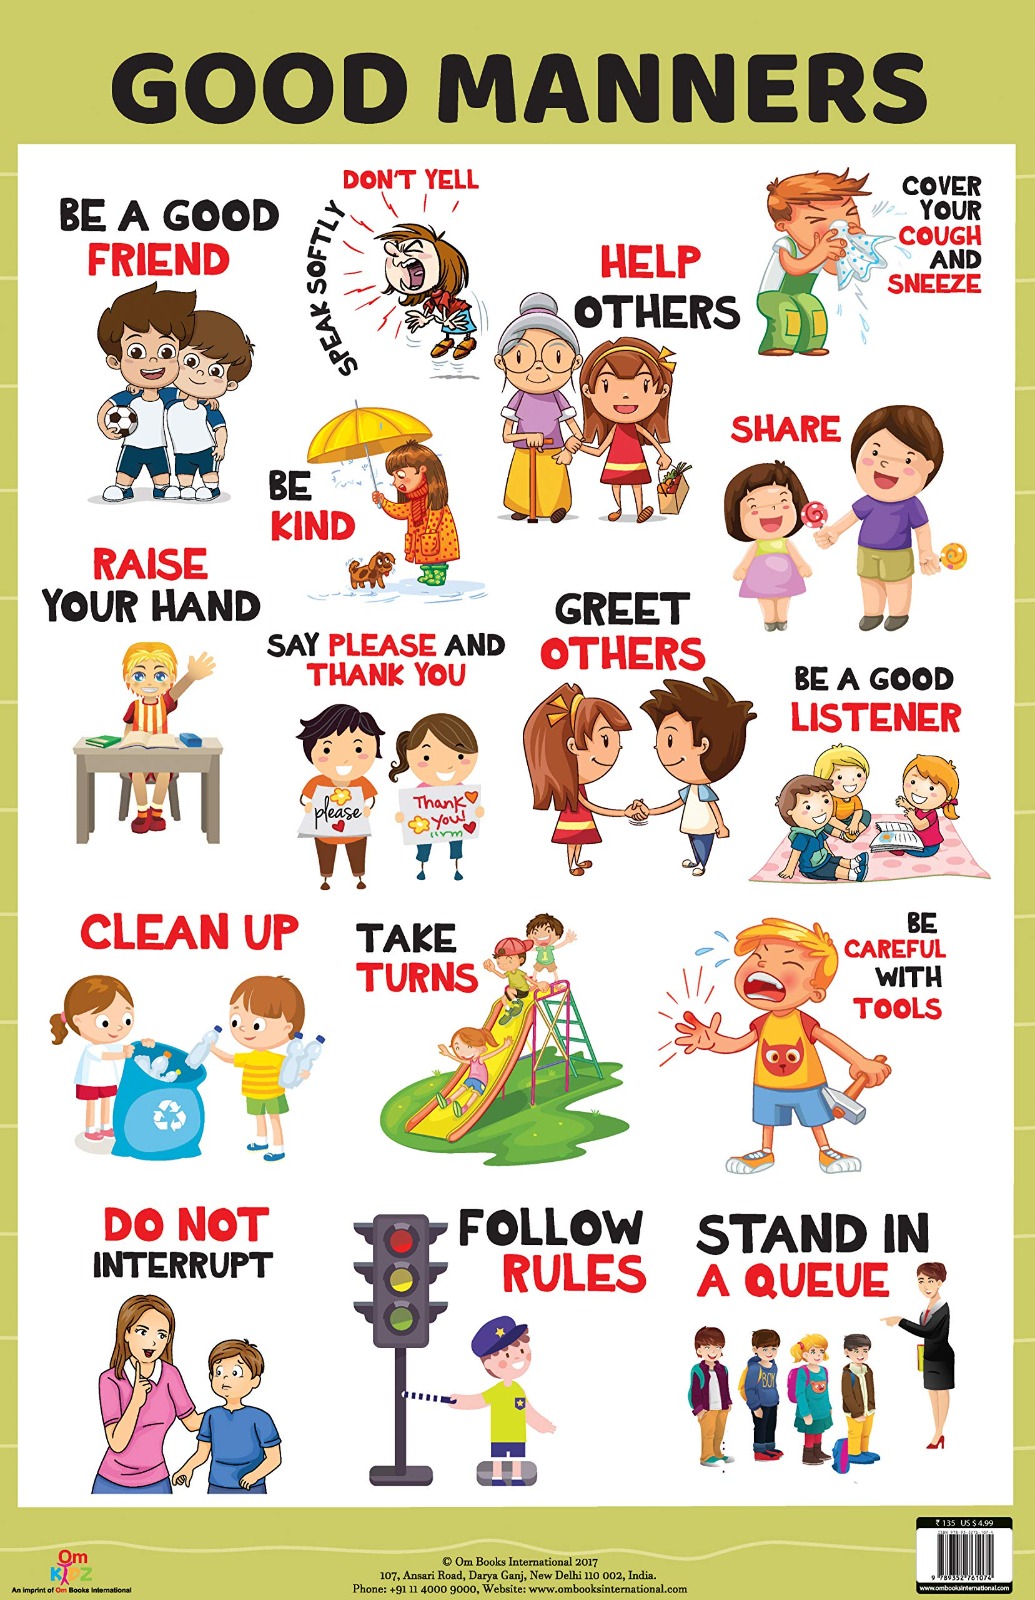 GOOD MANNERS
BE A GOOD
FRIEND
DON'T YELL
SPEAK SOFTLY
HELP
OTHERS
COVER
YOUR
COUGH
AND
SNEEZE
BE
KIND
SHARE
RAISE
YOUR HAND
SAY PLEASE AND
THANK YOU
please
Thank
you!
GREET
OTHERS
BE A GOOD
LISTENER
CLEAN UP
TAKE
TURNS
BE
CAREFUL
WITH
TOOLS
DO NOT
INTERRUPT
FOLLOW
RULES
STAND IN
A QUEUE
BOY
Om
KIDZ
An imprint of Om Books International
© Om Books International 2017
107, Ansari Road, Darya Ganj, New Delhi 110 002, India.
Phone: +91 11 4000 9000, Website: www.ombooksinternational.com
₹ 135 US $ 4.99
9 789352 761074
www.ombooksinternational.com